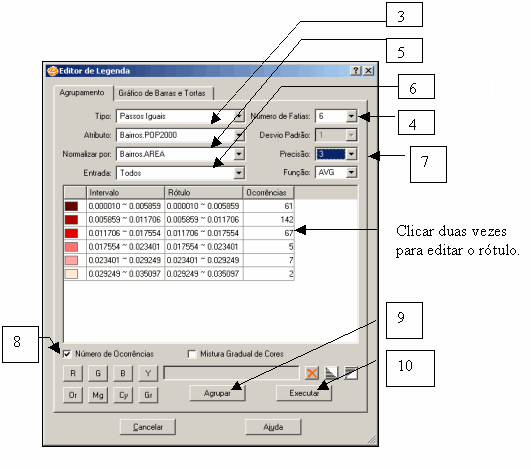 3
5
6
4
7
Editor de Legenda
Agrupamento
Gráfico de Barras e Tortas
Tipo: Passos Iguais
Número de Fatias: 6
Atributo: Bairros.POP2000
Desvio Padrão: 1
Normalizar por: Bairros.AREA
Precisão: 3
Entrada: Todos
Função: AVG
Intervalo Rótulo Ocorrências
0.000010 ~ 0.005859 0.000010 ~ 0.005859 61
0.005859 ~ 0.011706 0.005859 ~ 0.011706 142
0.011706 ~ 0.017554 0.011706 ~ 0.017554 67
0.017554 ~ 0.023401 0.017554 ~ 0.023401 5
0.023401 ~ 0.029249 0.023401 ~ 0.029249 7
0.029249 ~ 0.035097 0.029249 ~ 0.035097 2
Clicar duas vezes
para editar o rótulo.
8
9
10
Número de Ocorrências
Mistura Gradual de Cores
R G B Y
Or Mg Cy Gr
Agrupar
Executar
Cancelar
Ajuda